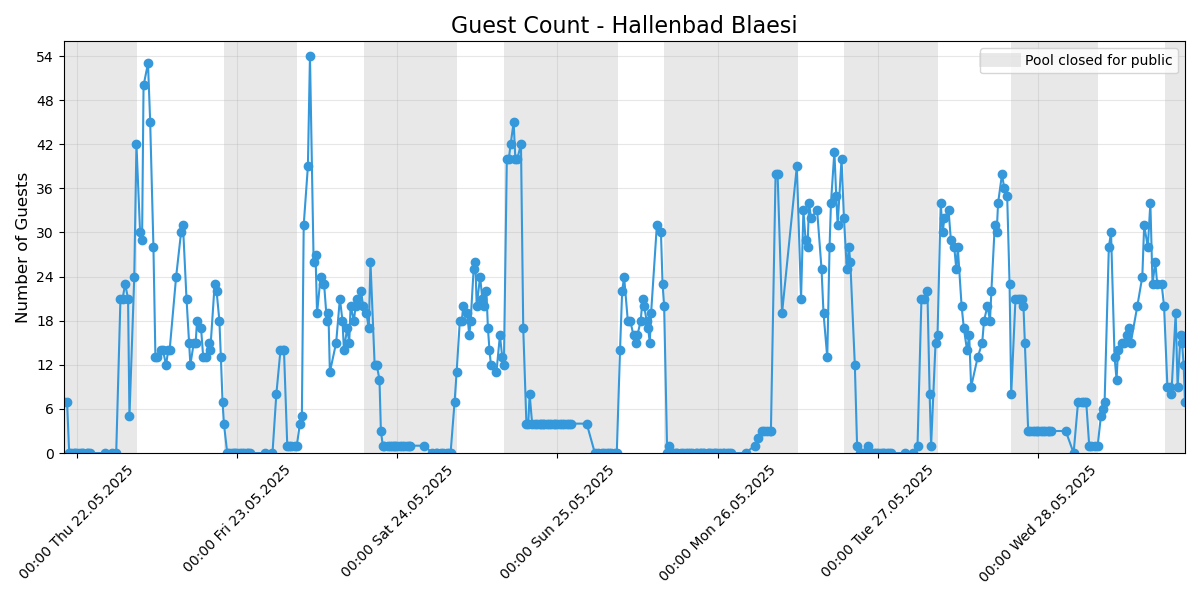 Guest Count - Hallenbad Blaesi
Pool closed for public
Number of Guests
54
48
42
36
30
24
18
12
6
0
00:00 Thu 22.05.2025
00:00 Fri 23.05.2025
00:00 Sat 24.05.2025
00:00 Sun 25.05.2025
00:00 Mon 26.05.2025
00:00 Tue 27.05.2025
00:00 Wed 28.05.2025